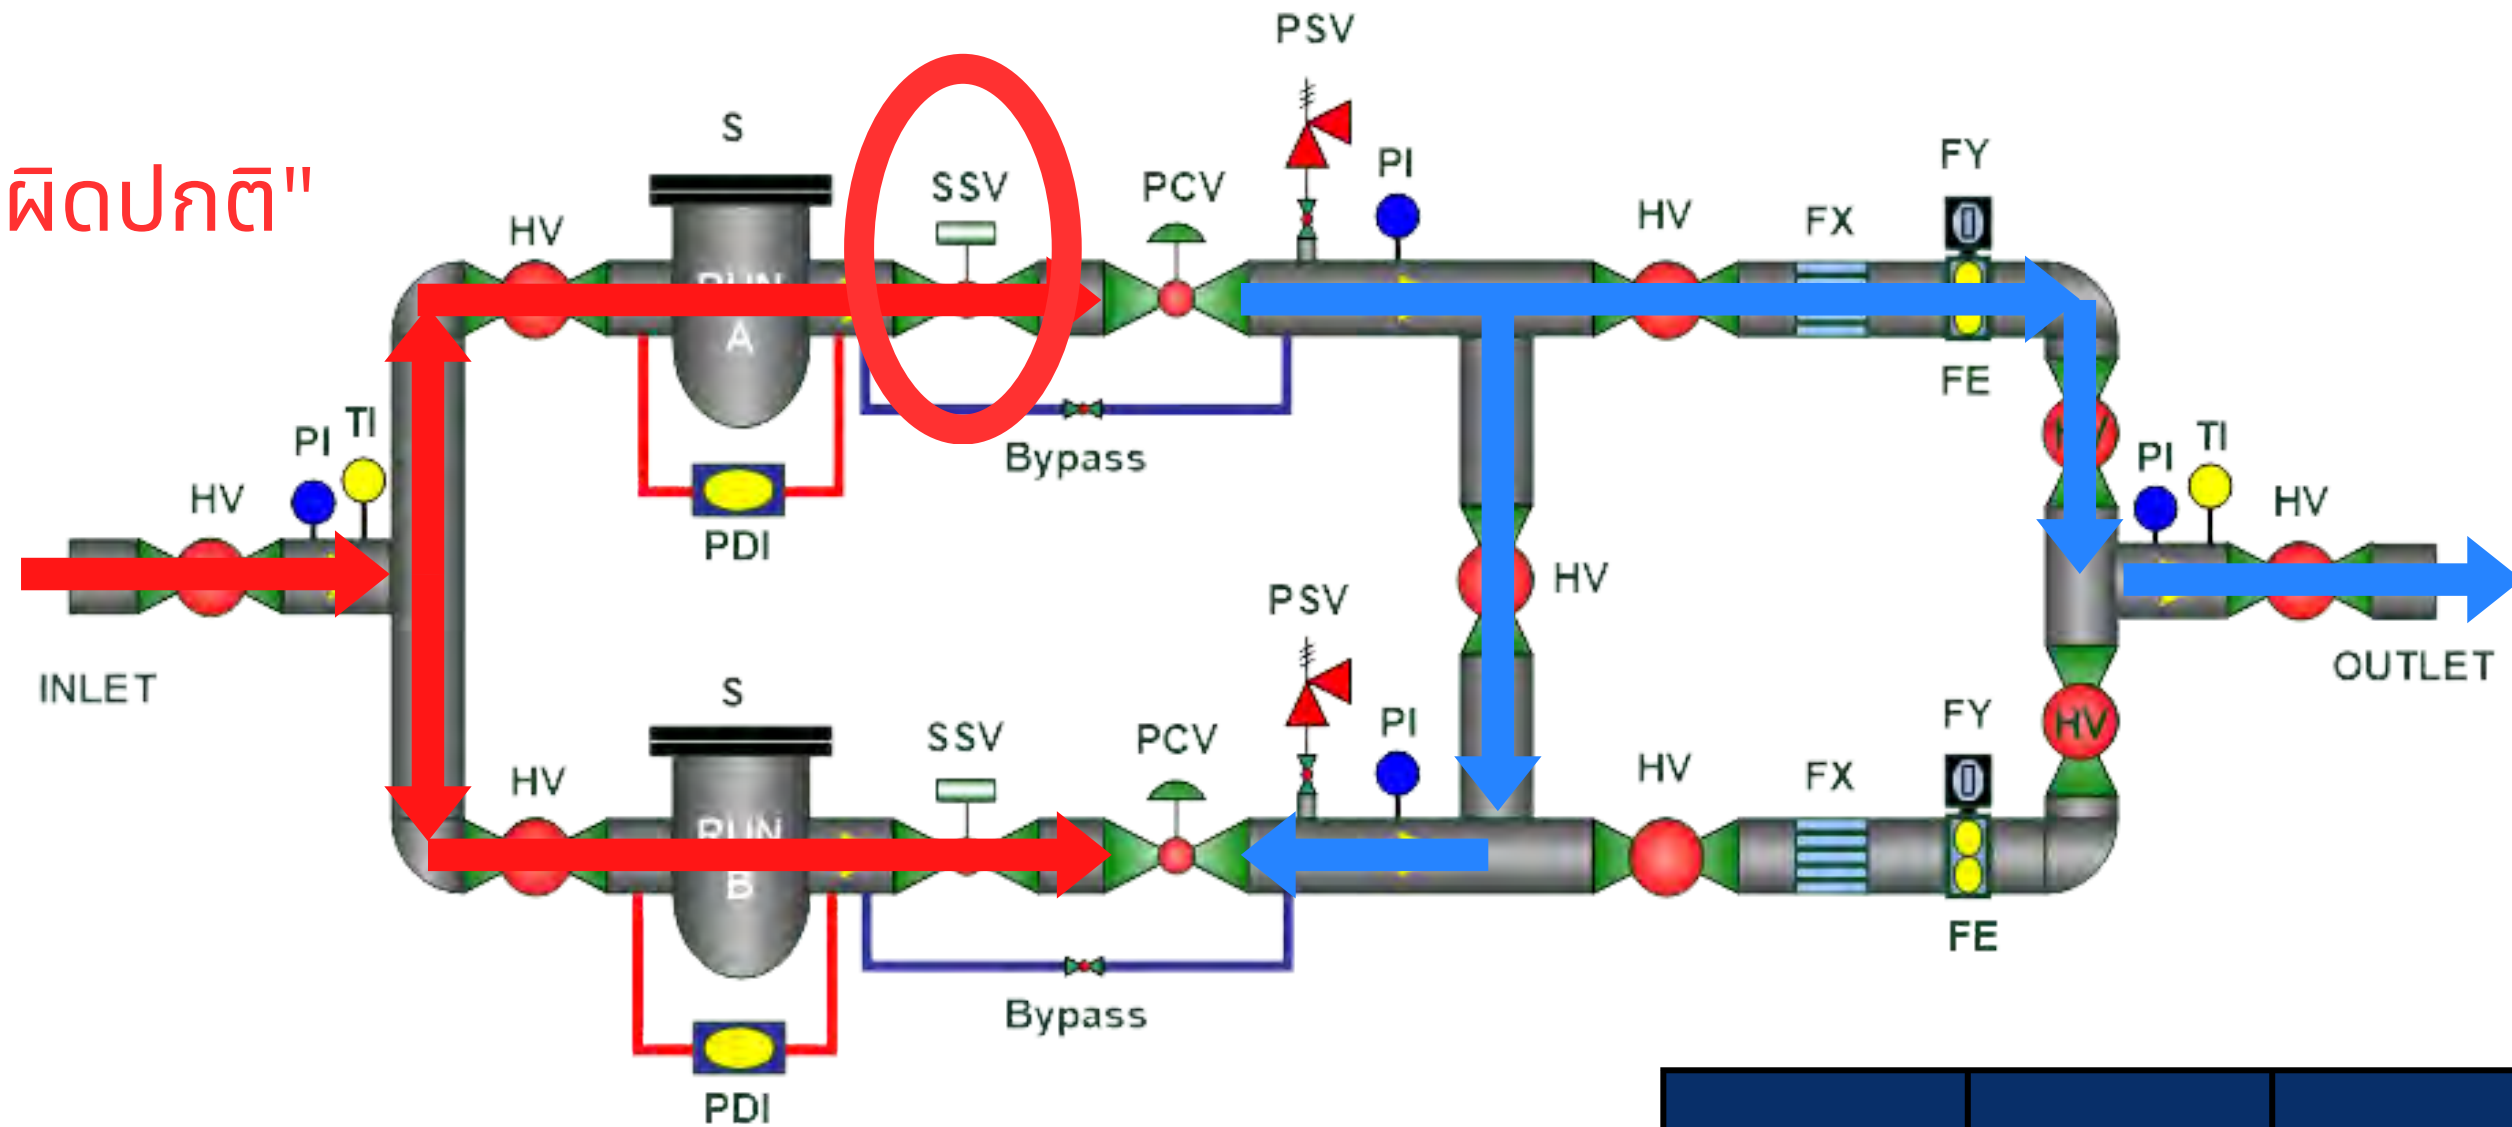 PSV
S
FY
ผิดปกติ"
SSV
PCV
PI
HV
FX
HV
RUN
A
FE
TI
PI
Bypass
HV
TI
PI
HV
HV
PDI
HV
PSV
INLET
OUTLET
S
SSV
PCV
PI
FY
HV
HV
HV
FX
RUN
B
FE
Bypass
PDI